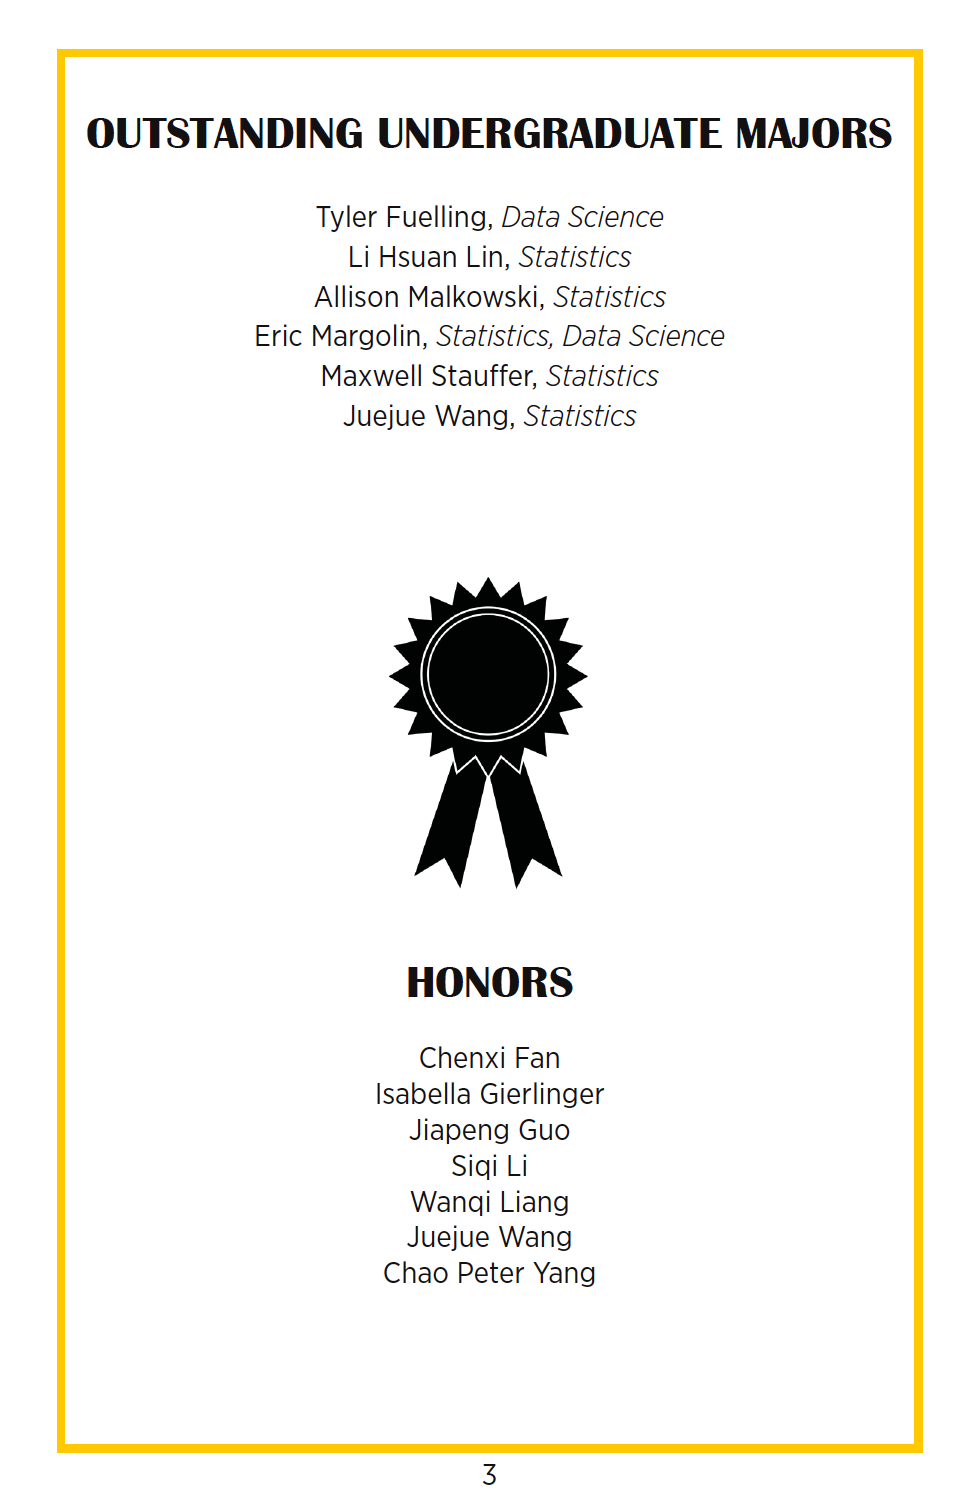 OUTSTANDING UNDERGRADUATE MAJORS
Tyler Fuelling, Data Science
Li Hsuan Lin, Statistics
Allison Malkowski, Statistics
Eric Margolin, Statistics, Data Science
Maxwell Stauffer, Statistics
Juejue Wang, Statistics
HONORS
Chenxi Fan
Isabella Gierlinger
Jiapeng Guo
Siqi Li
Wanqi Liang
Juejue Wang
Chao Peter Yang
3